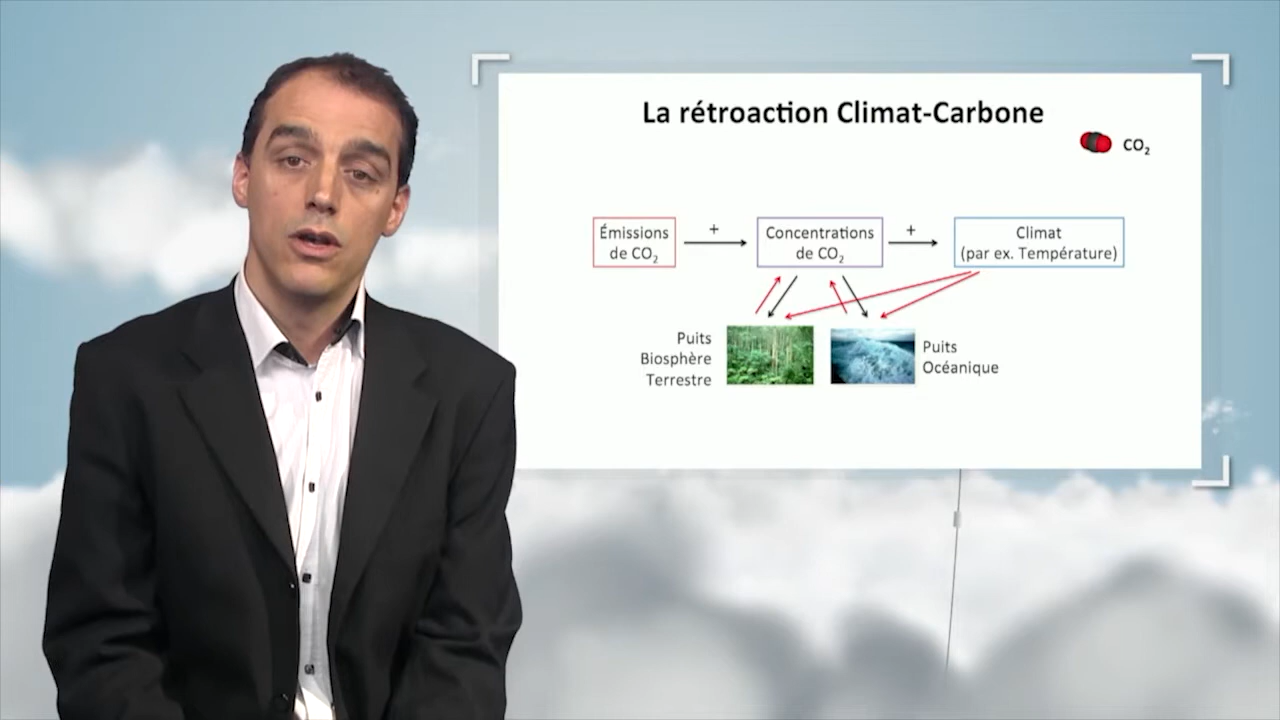 La rétroaction Climat-Carbone
CO₂
Émissions
de CO₂
+
Concentrations
de CO₂
+
Climat
(par ex. Température)
Puits
Biosphère
Terrestre
Puits
Océanique